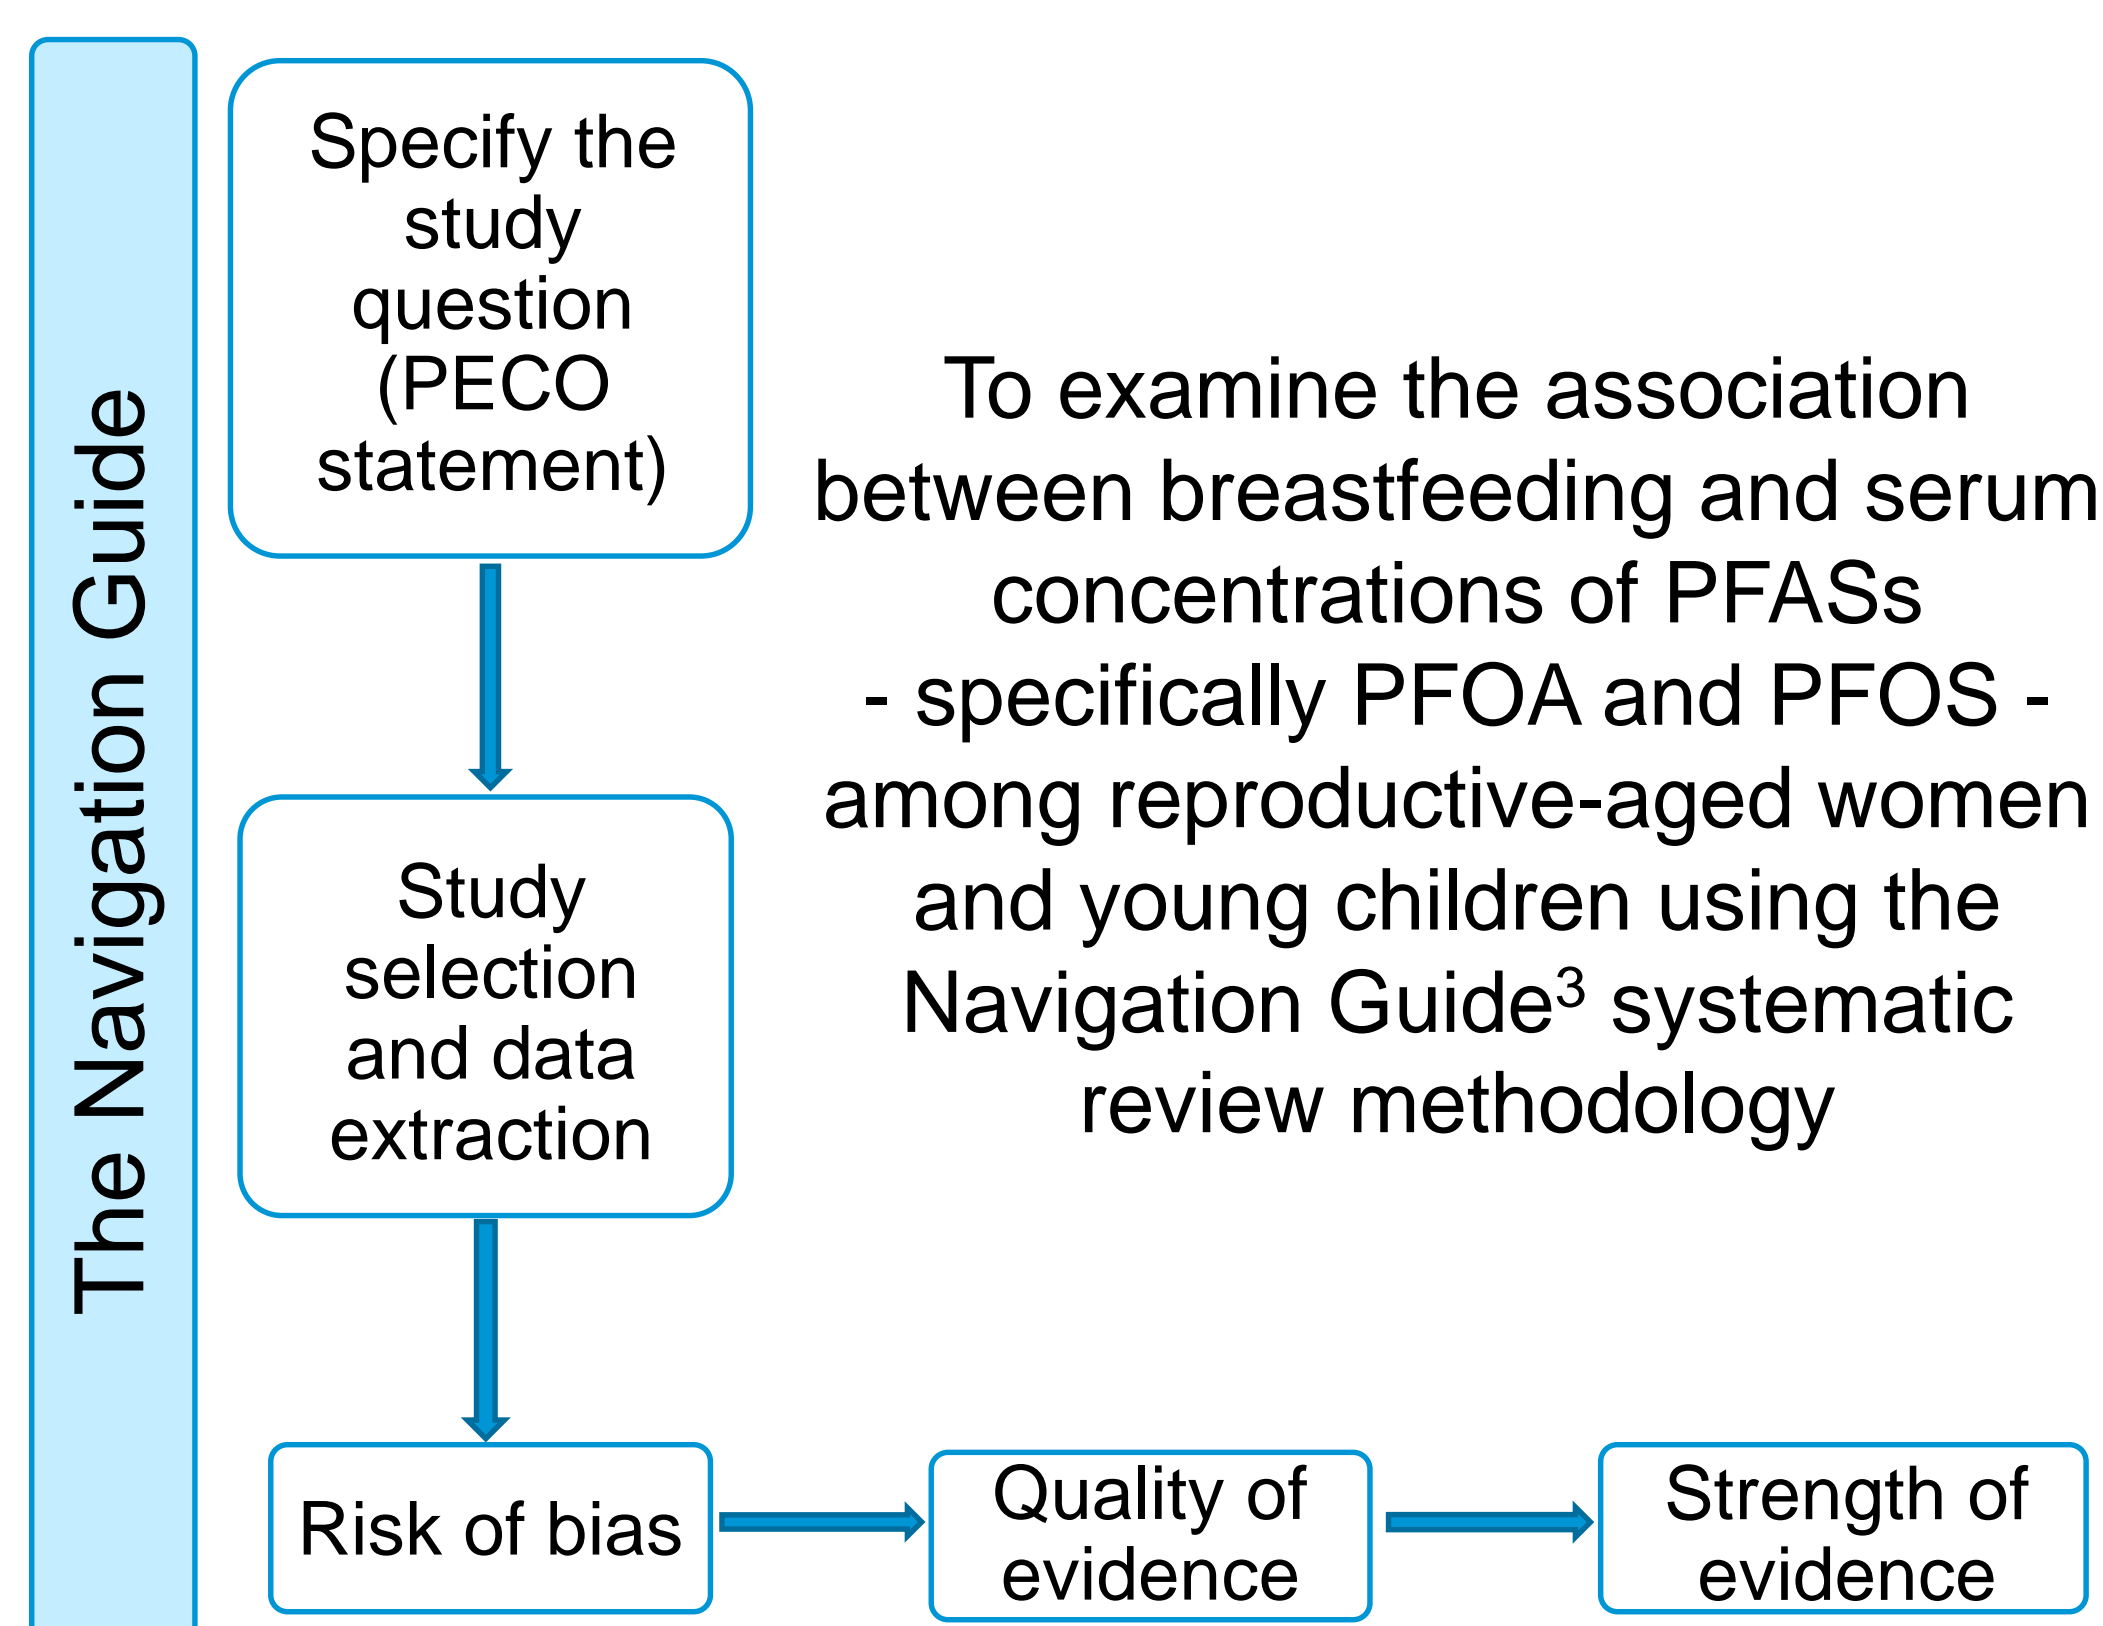 The Navigation Guide
Specify the
study
question
(PECO
statement)
To examine the association
between breastfeeding and serum
concentrations of PFASs
- specifically PFOA and PFOS -
among reproductive-aged women
and young children using the
Navigation Guide³ systematic
review methodology
Study
selection
and data
extraction
Risk of bias
Quality of
evidence
Strength of
evidence